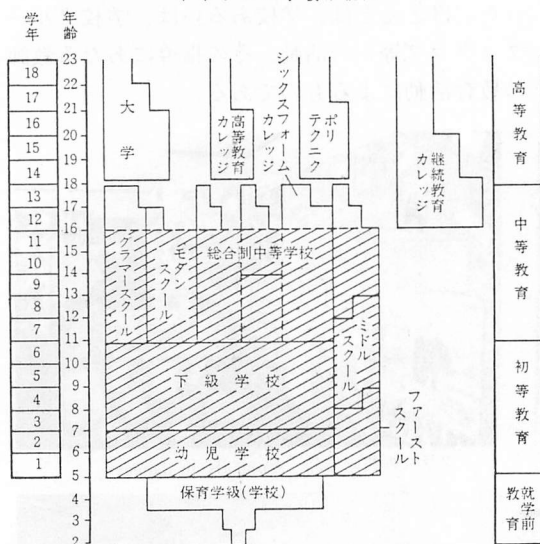 学年
年齢
18
17
16
15
14
13
12
11
10
9
8
7
6
5
4
3
2
1
23
22
21
20
19
18
17
16
15
14
13
12
11
10
9
8
7
6
5
4
3
2
大学
高等教育カレッジ
シックスフォームカレッジ
ポリテクニク
継続教育カレッジ
グラマースクール
モダンスクール
総合制中等学校
ミドルスクール
下級学校
ファーストスクール
幼児学校
保育学級(学校)
高等教育
中等教育
初等教育
就学前教育